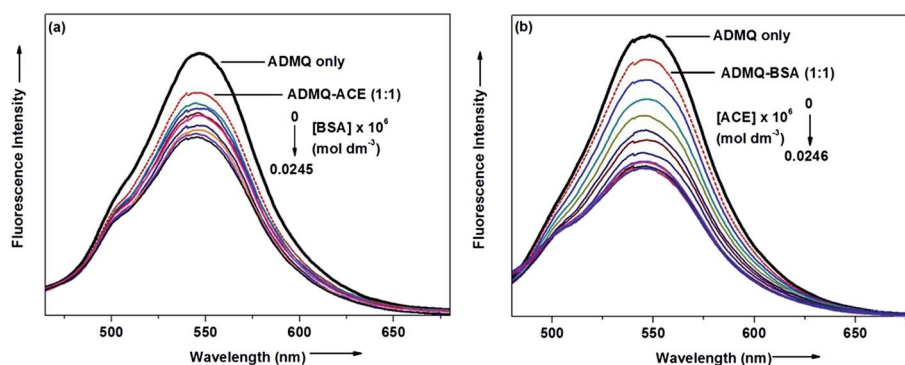 (a)
ADMQ only
ADMQ-ACE (1:1)
0
[BSA] x 10⁶
(mol dm⁻³)
0.0245
Fluorescence Intensity
500
550
600
650
Wavelength (nm)
(b)
ADMQ only
ADMQ-BSA (1:1)
0
[ACE] x 10⁶
(mol dm⁻³)
0.0246
Fluorescence Intensity
500
550
600
650
Wavelength (nm)